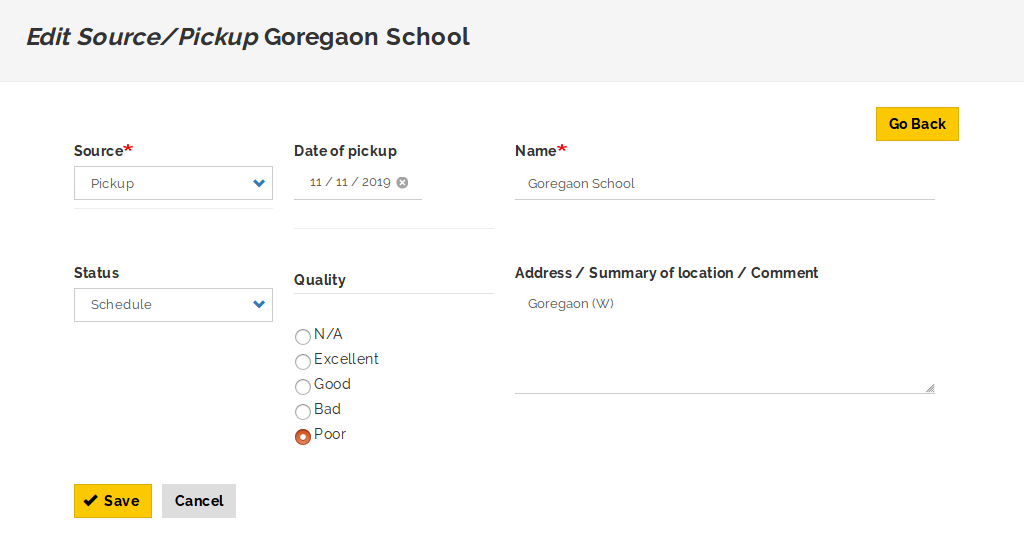 Edit Source/Pickup Goregaon School
Go Back
Source*
Pickup
Date of pickup
11 / 11 / 2019
Name*
Goregaon School
Status
Schedule
Quality
N/A
Excellent
Good
Bad
Poor
Address / Summary of location / Comment
Goregaon (W)
Save
Cancel